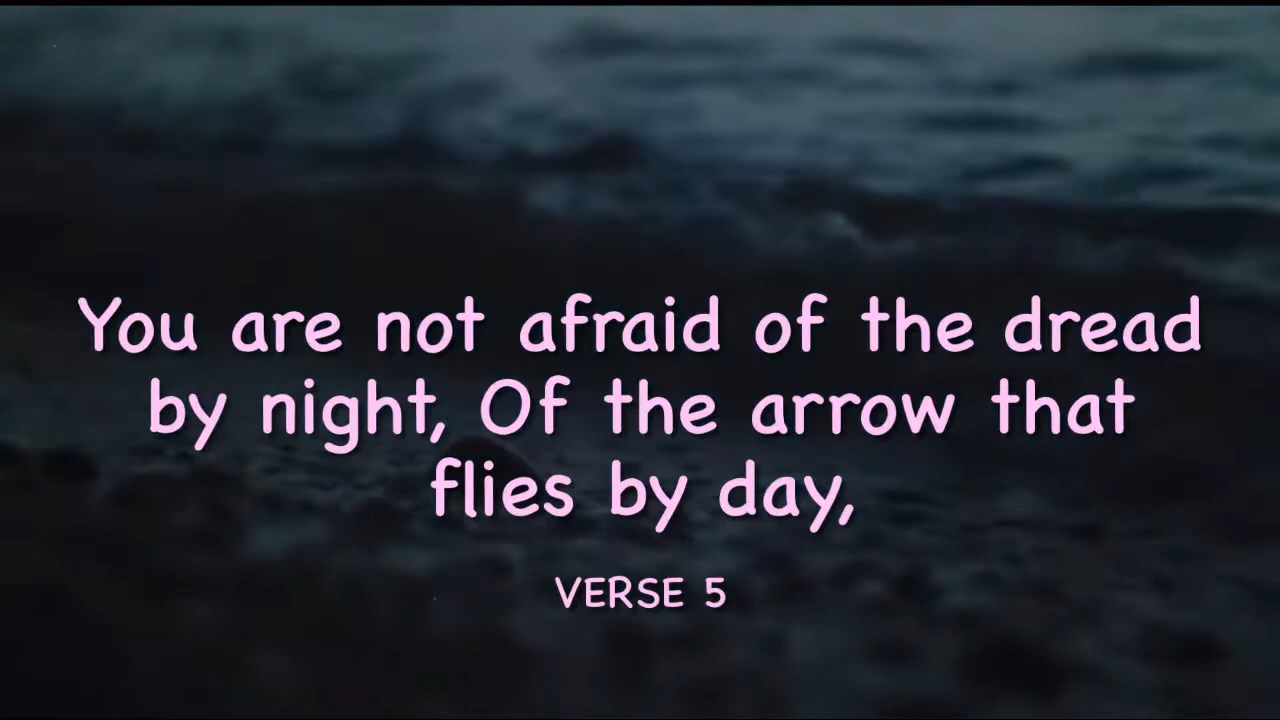 You are not afraid of the dread
by night, Of the arrow that
flies by day,
VERSE 5